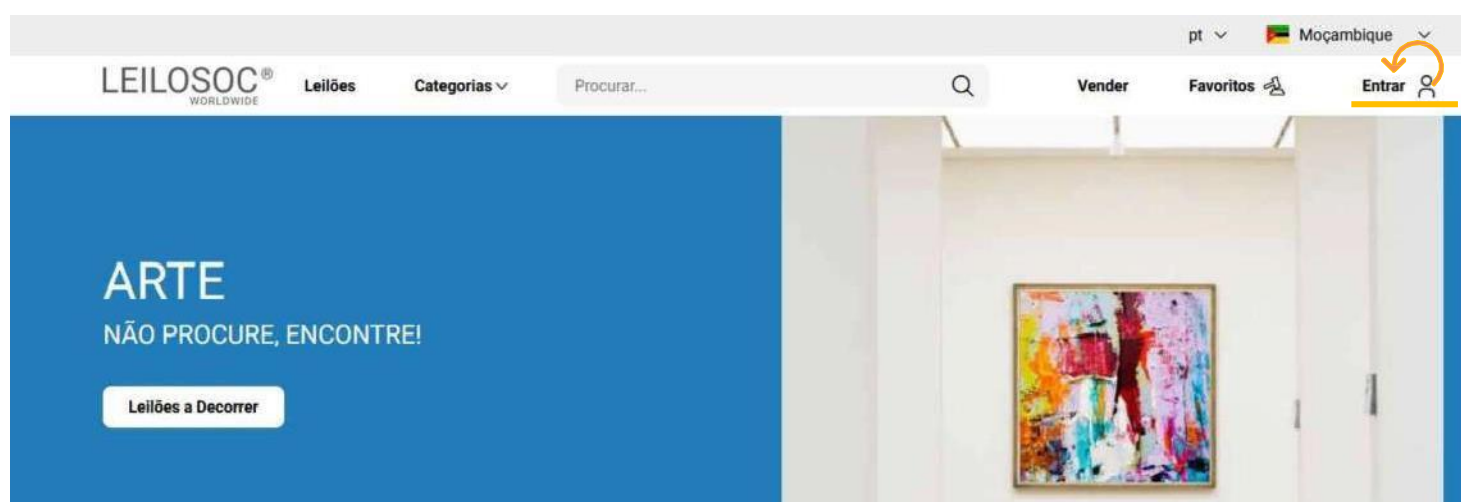 pt Moçambique
LEILOSOC® Leilões Categorias Procurar... Vender Favoritos Entrar
WORLDWIDE
ARTE
NÃO PROCURE, ENCONTRE!
Leilões a Decorrer